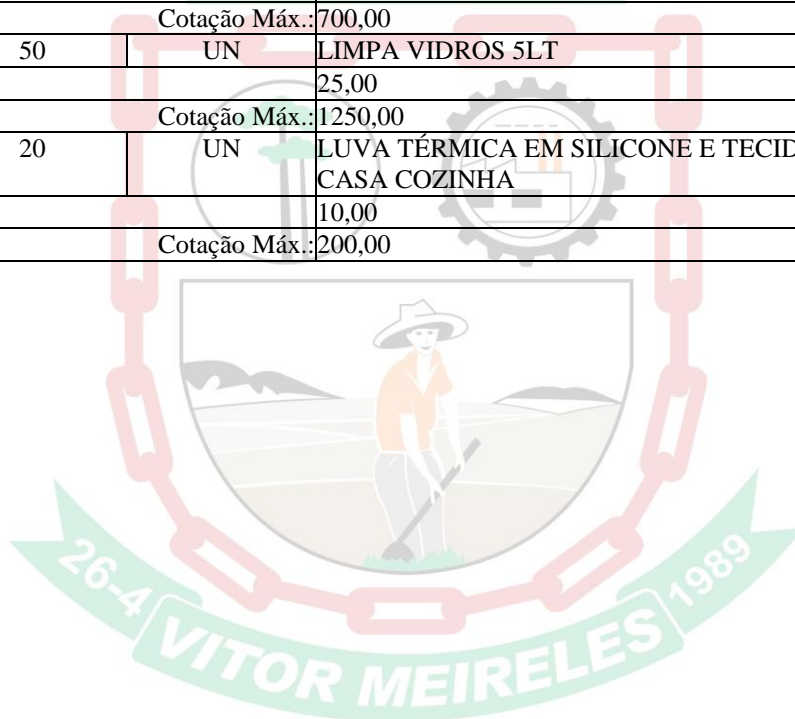 Cotação Máx.: 700,00
50 UN LIMPA VIDROS 5LT
25,00
Cotação Máx.: 1250,00
20 UN LUVA TÉRMICA EM SILICONE E TECID
CASA COZINHA
10,00
Cotação Máx.: 200,00
26-4 VITOR MEIRELES 1989